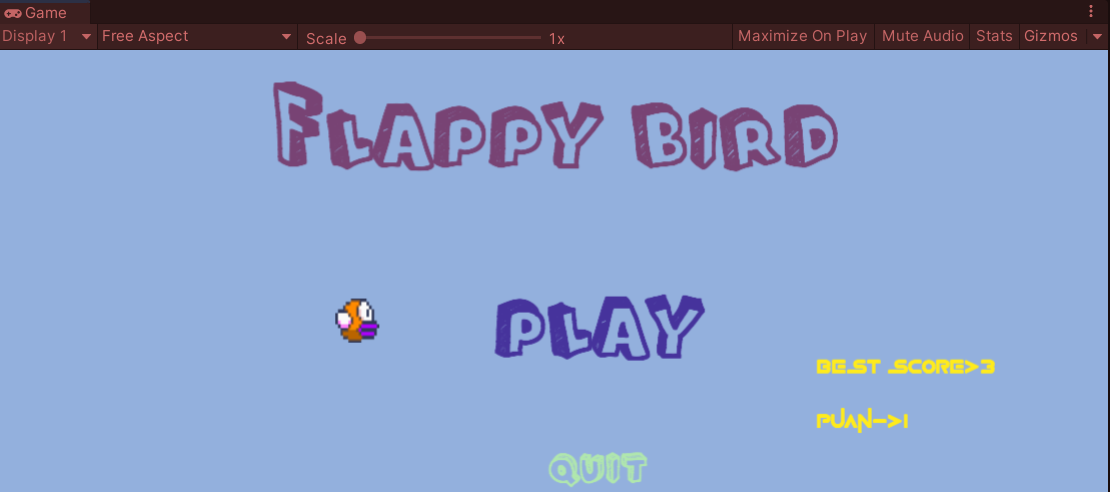 Game
Display 1 Free Aspect Scale 1x Maximize On Play Mute Audio Stats Gizmos
FLAPPY BIRD
PLAY
BEST SCORE>3
PUAN->1
QUIT